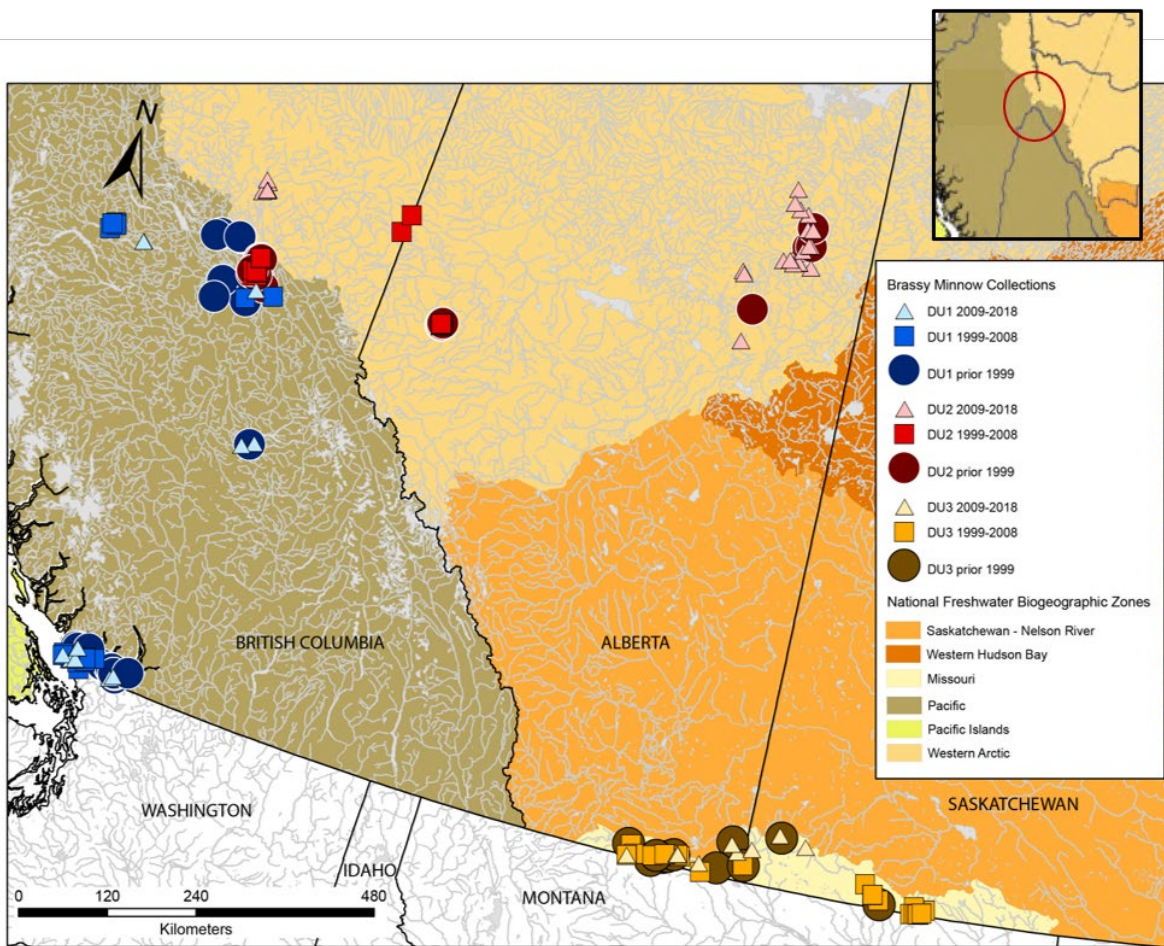 N
Brassy Minnow Collections
DU1 2009-2018
DU1 1999-2008
DU1 prior 1999
DU2 2009-2018
DU2 1999-2008
DU2 prior 1999
DU3 2009-2018
DU3 1999-2008
DU3 prior 1999
National Freshwater Biogeographic Zones
Saskatchewan - Nelson River
Western Hudson Bay
Missouri
Pacific
Pacific Islands
Western Arctic
BRITISH COLUMBIA
ALBERTA
SASKATCHEWAN
WASHINGTON
IDAHO
MONTANA
0 120 240 480
Kilometers